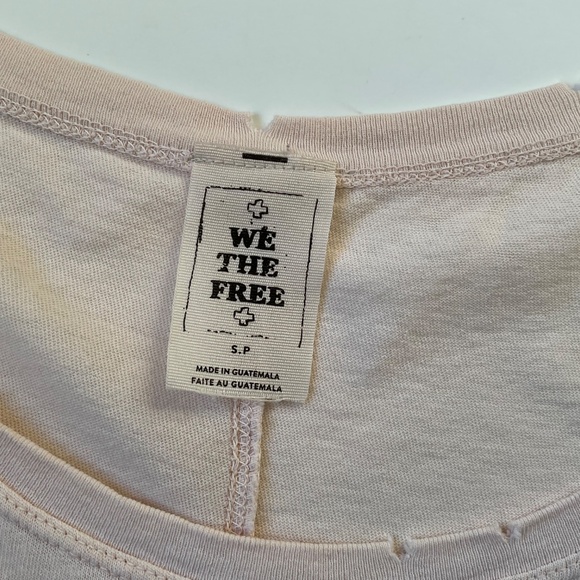 WE
THE
FREE
S.P
MADE IN GUATEMALA
FAITE AU GUATEMALA